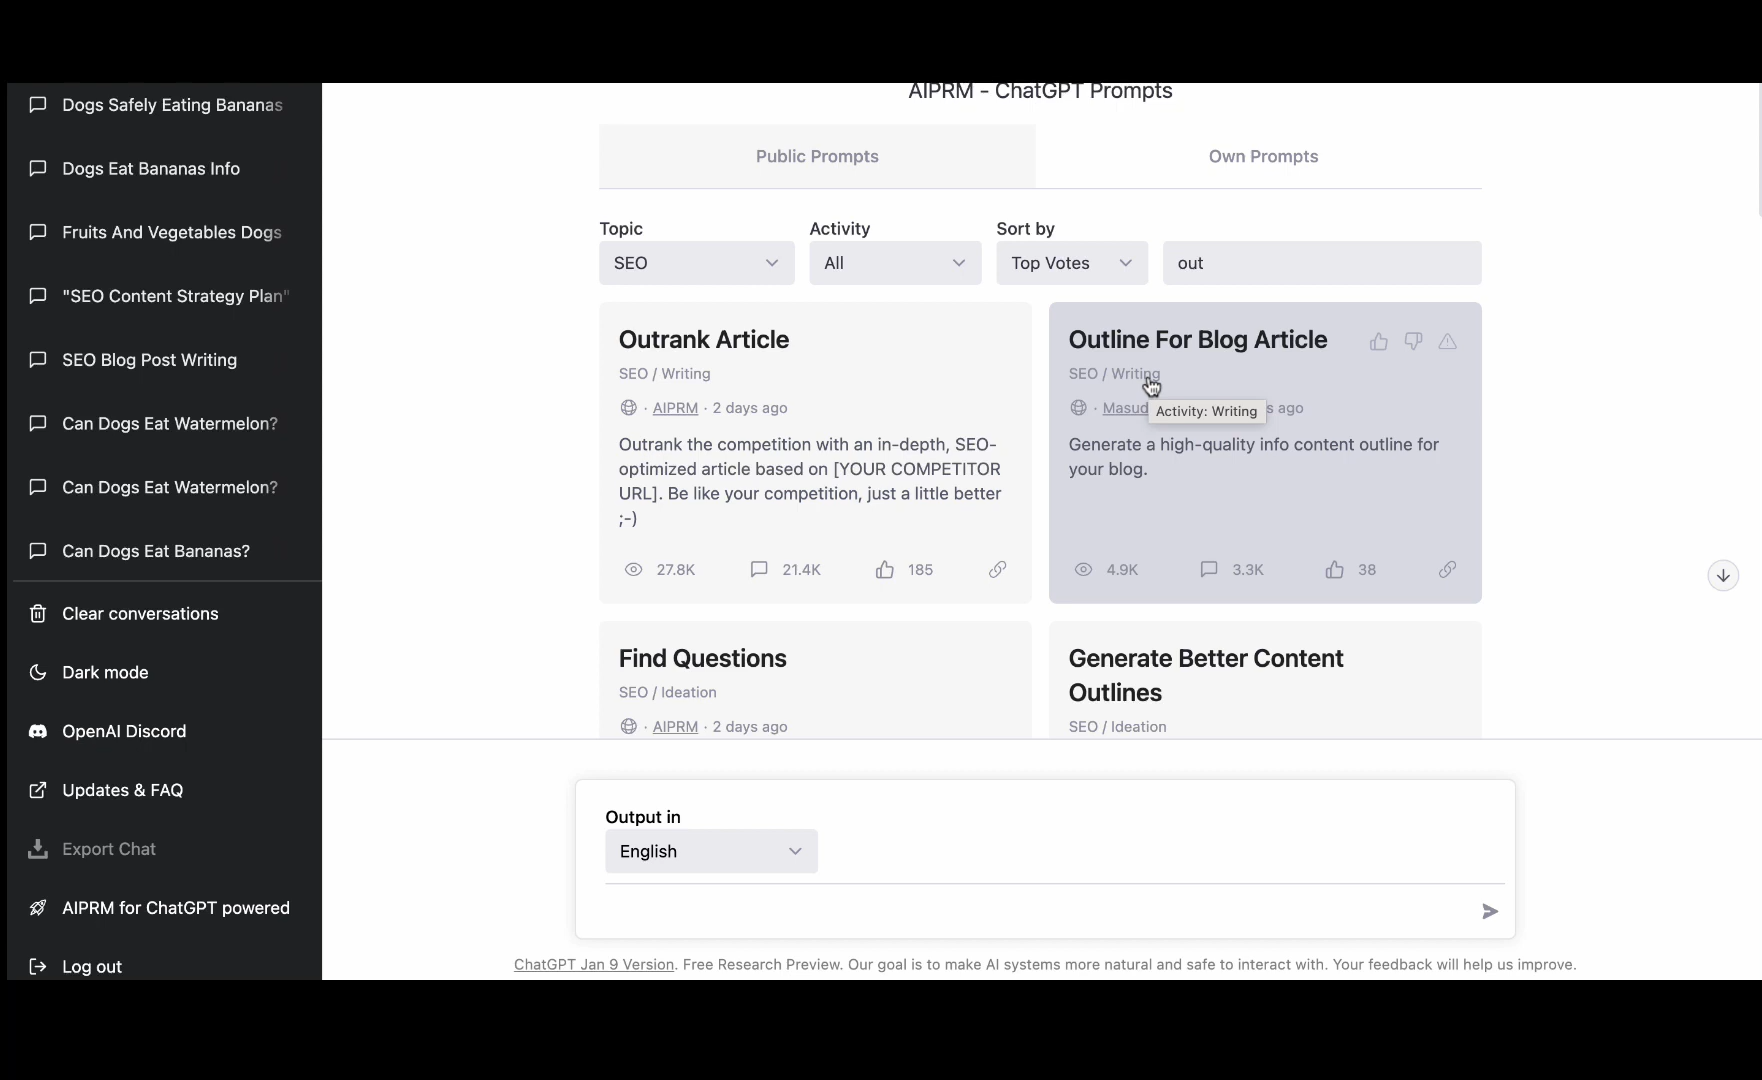 Dogs Safely Eating Bananas
Dogs Eat Bananas Info
Fruits And Vegetables Dogs
"SEO Content Strategy Plan"
SEO Blog Post Writing
Can Dogs Eat Watermelon?
Can Dogs Eat Watermelon?
Can Dogs Eat Bananas?
Clear conversations
Dark mode
OpenAI Discord
Updates & FAQ
Export Chat
AIPRM for ChatGPT powered
Log out
AIPRM - ChatGPT Prompts
Public Prompts
Own Prompts
Topic
SEO
Activity
All
Sort by
Top Votes
out
Outrank Article
SEO / Writing
· AIPRM · 2 days ago
Outrank the competition with an in-depth, SEO-
optimized article based on [YOUR COMPETITOR
URL]. Be like your competition, just a little better
;-)
27.8K 21.4K 185
Outline For Blog Article
SEO / Writing
· Masud
Activity: Writing
s ago
Generate a high-quality info content outline for
your blog.
4.9K 3.3K 38
Find Questions
SEO / Ideation
· AIPRM · 2 days ago
Generate Better Content
Outlines
SEO / Ideation
Output in
English
ChatGPT Jan 9 Version. Free Research Preview. Our goal is to make AI systems more natural and safe to interact with. Your feedback will help us improve.